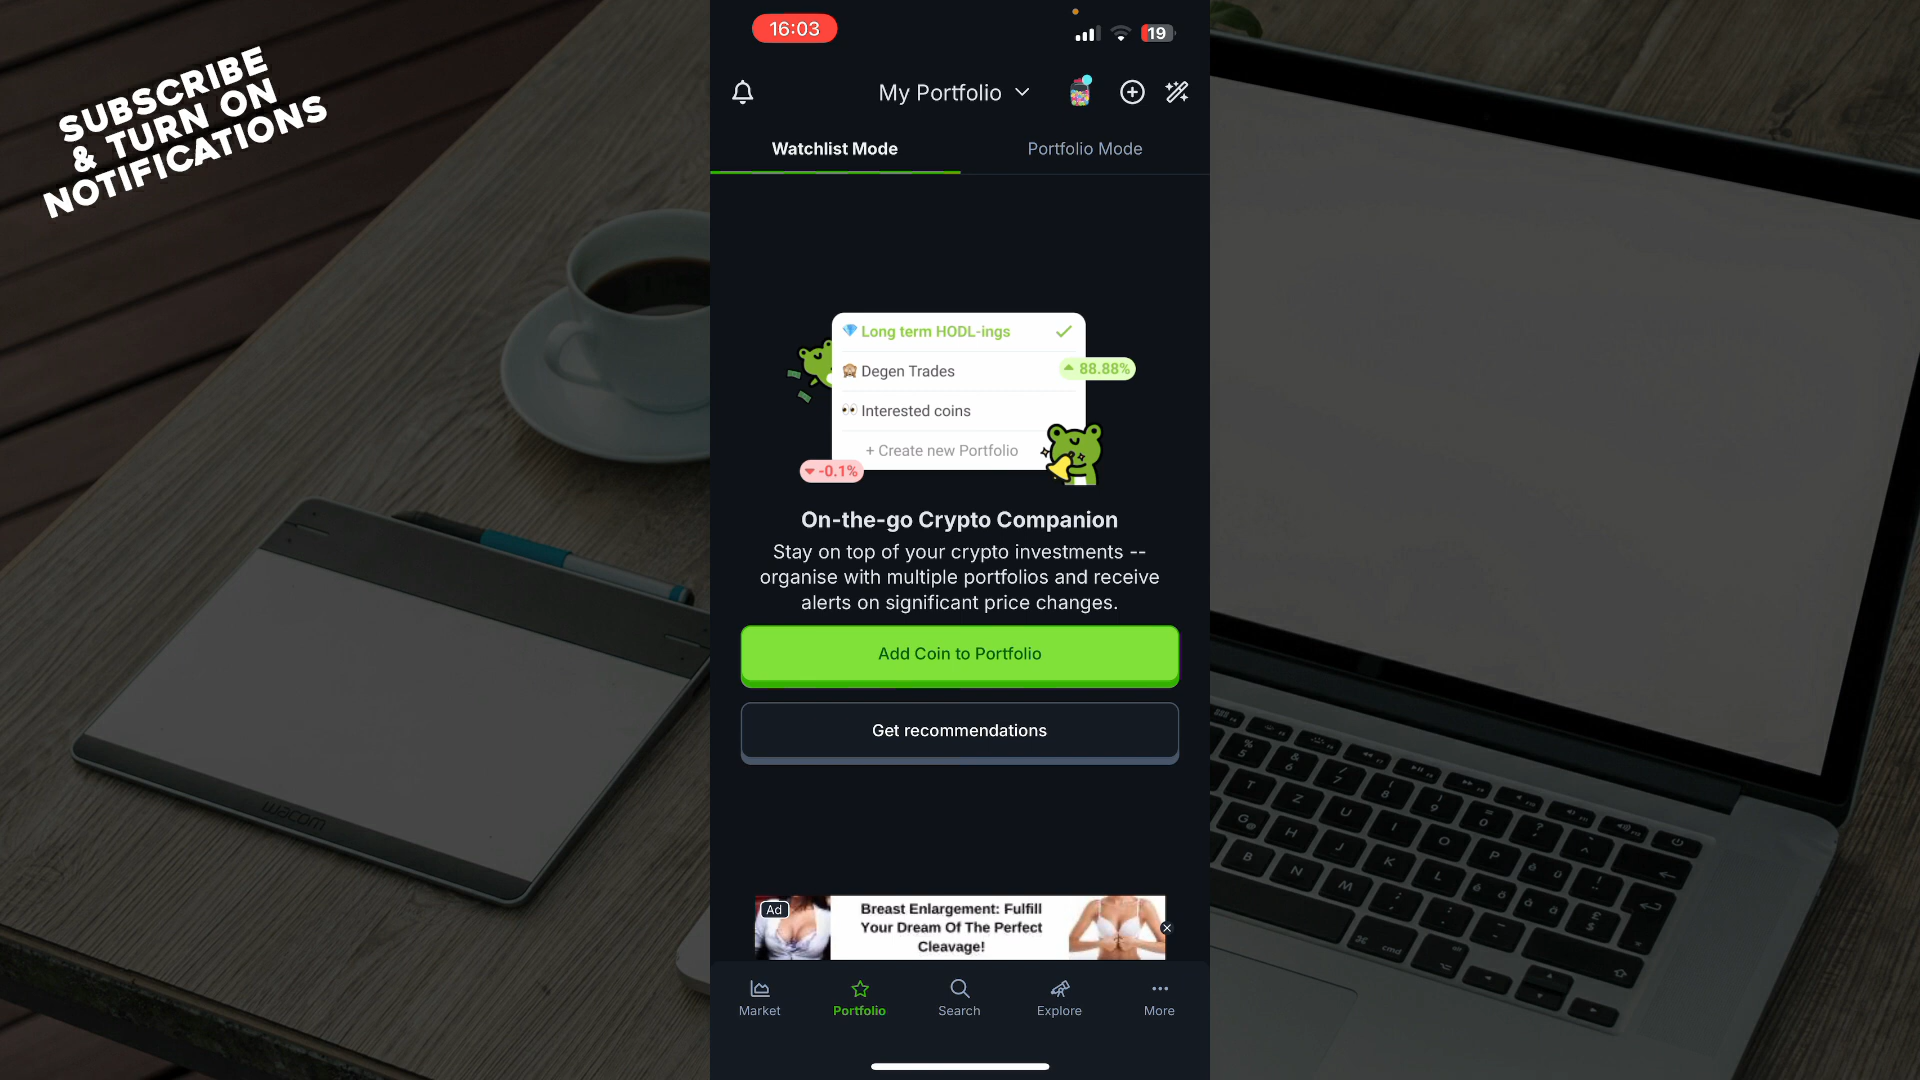 SUBSCRIBE
& TURN ON
NOTIFICATIONS
16:03
19
My Portfolio
Watchlist Mode
Portfolio Mode
Long term HODL-ings
Degen Trades
88.88%
Interested coins
+ Create new Portfolio
-0.1%
On-the-go Crypto Companion
Stay on top of your crypto investments --
organise with multiple portfolios and receive
alerts on significant price changes.
Add Coin to Portfolio
Get recommendations
Ad
Breast Enlargement: Fulfill
Your Dream Of The Perfect
Cleavage!
Market
Portfolio
Search
Explore
More
wacom